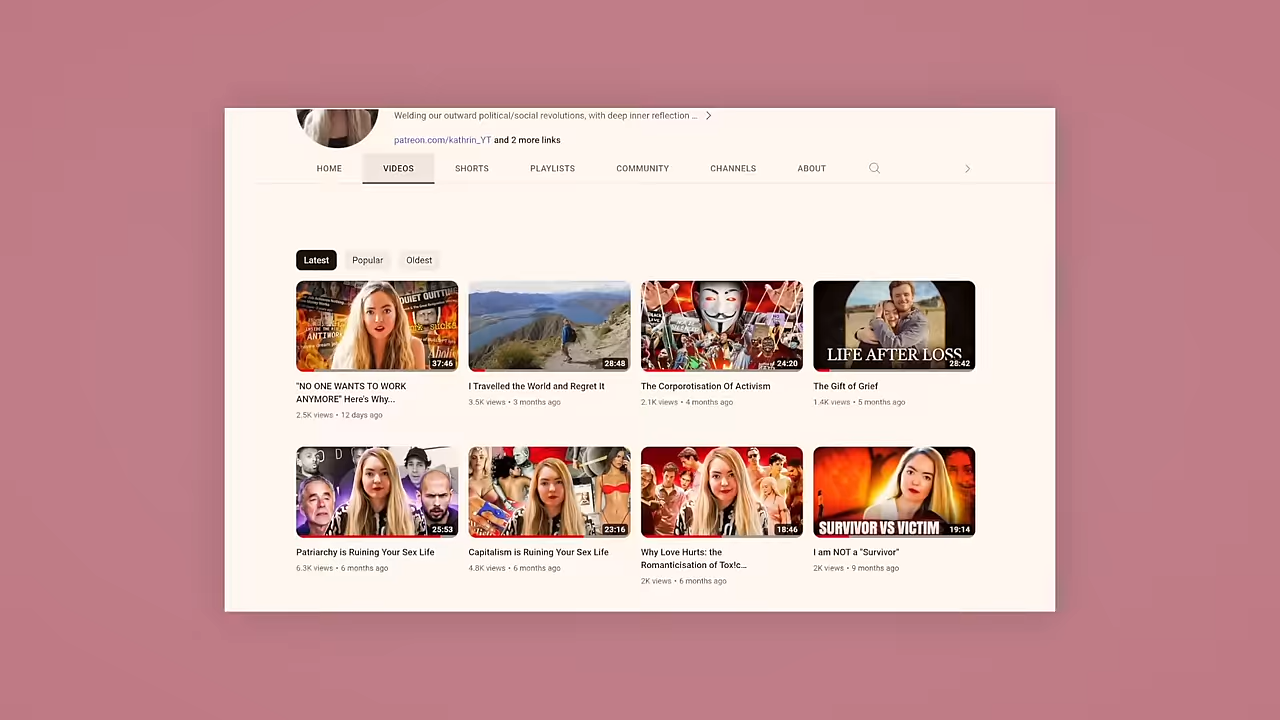 Welding our outward political/social revolutions, with deep inner reflection ...
patreon.com/kathrin_YT and 2 more links
HOME VIDEOS SHORTS PLAYLISTS COMMUNITY CHANNELS ABOUT
Latest Popular Oldest
QUIET QUITTING
ANTIWORK
37:46
28:48
24:20
LIFE AFTER LOSS
28:42
"NO ONE WANTS TO WORK
ANYMORE" Here's Why...
2.5K views • 12 days ago
I Travelled the World and Regret It
3.5K views • 3 months ago
The Corporotisation Of Activism
2.1K views • 4 months ago
The Gift of Grief
1.4K views • 5 months ago
25:53
23:16
18:46
SURVIVOR VS VICTIM
19:14
Patriarchy is Ruining Your Sex Life
6.3K views • 6 months ago
Capitalism is Ruining Your Sex Life
4.8K views • 6 months ago
Why Love Hurts: the
Romanticisation of Tox!c...
2K views • 6 months ago
I am NOT a "Survivor"
2K views • 9 months ago